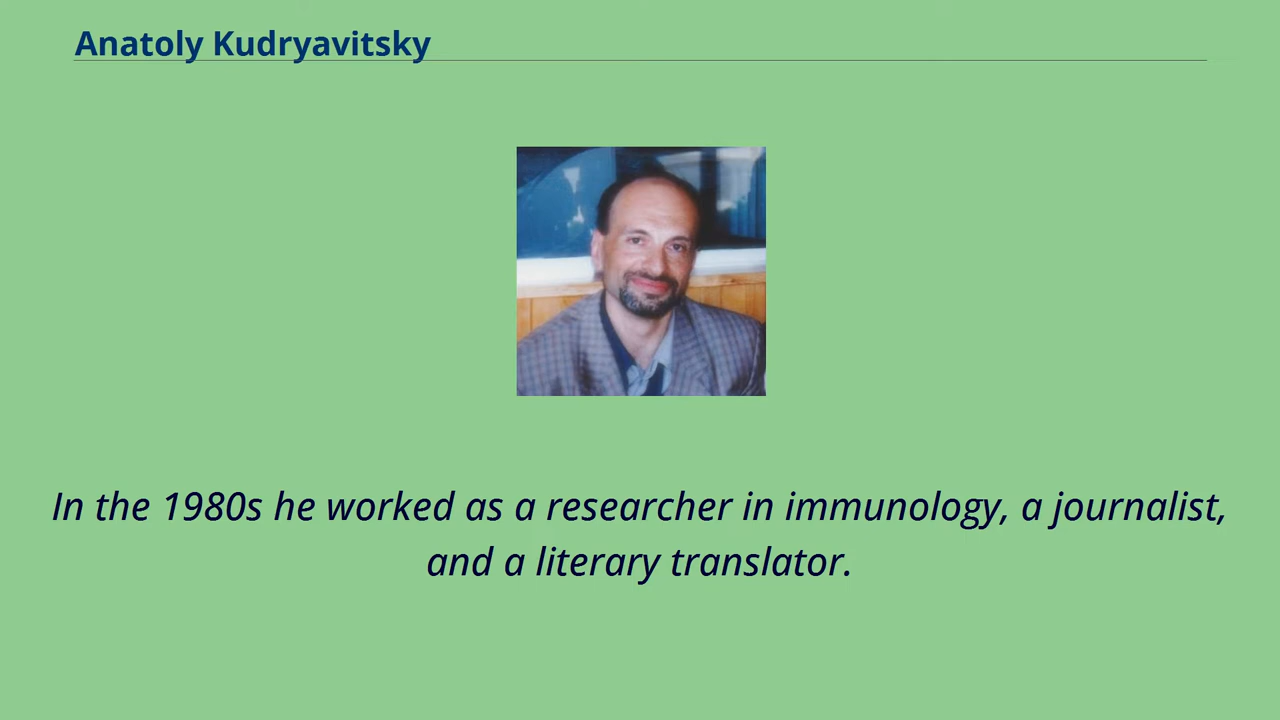 Anatoly Kudryavitsky
In the 1980s he worked as a researcher in immunology, a journalist,
and a literary translator.